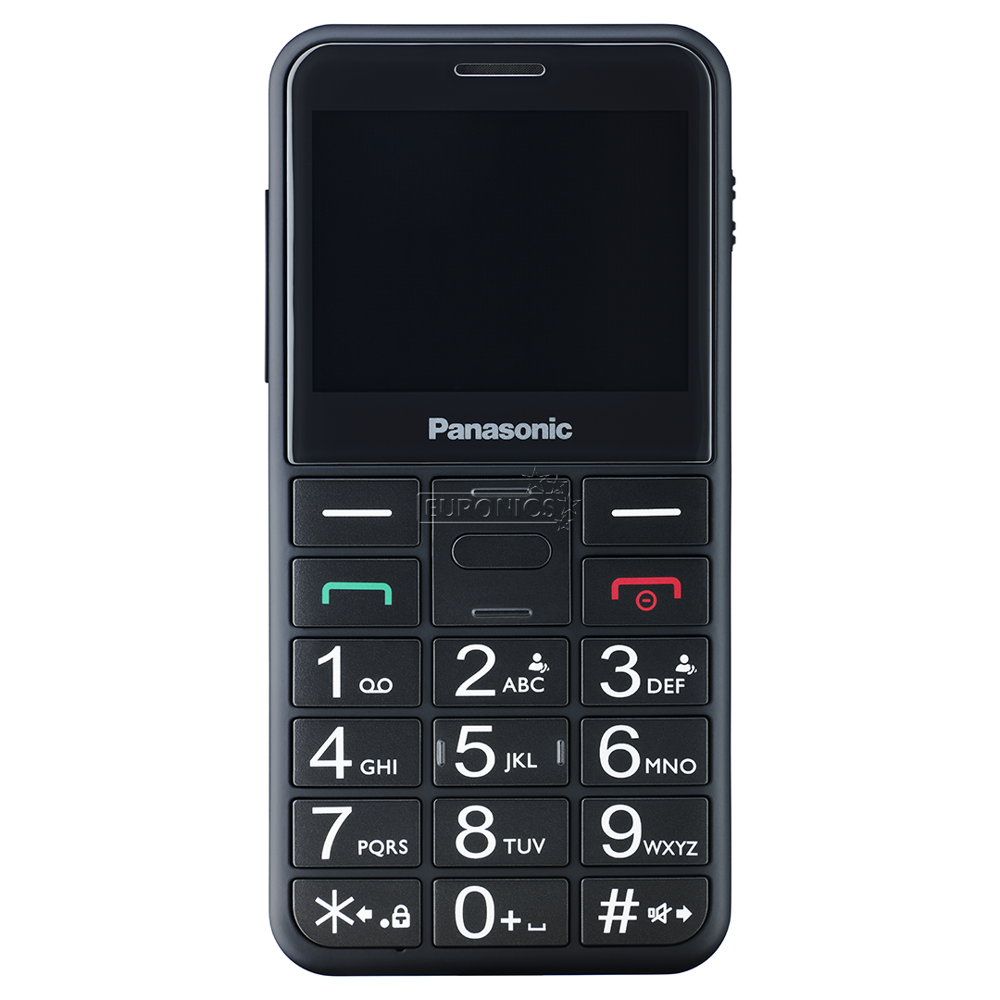 Panasonic
EURONICS
1
2 ABC
3 DEF
4 GHI
5 JKL
6 MNO
7 PQRS
8 TUV
9 WXYZ
*
0 +
#